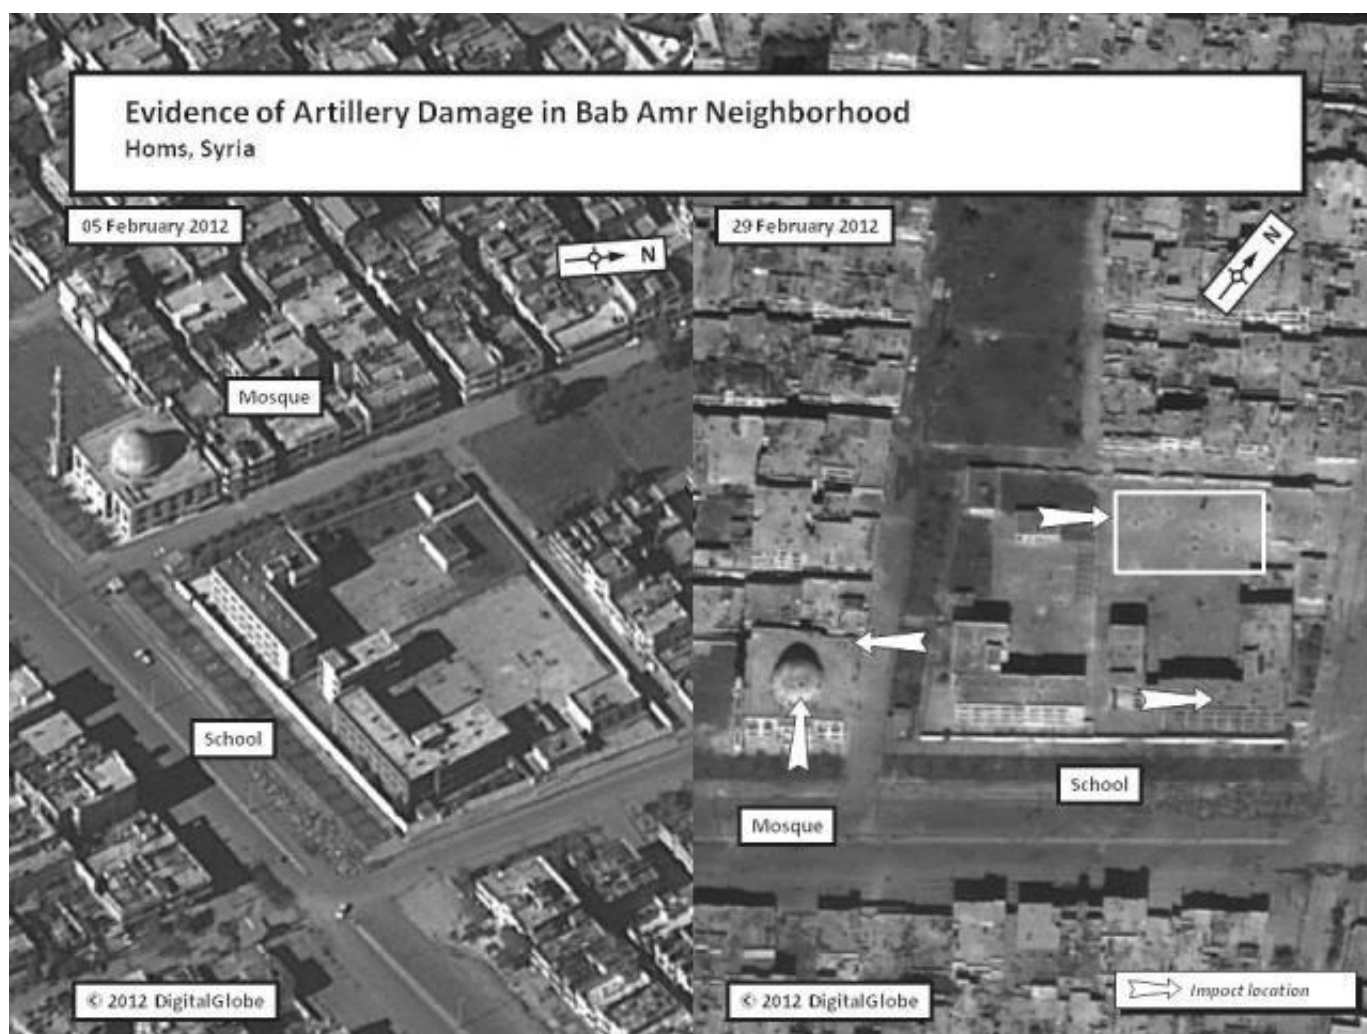 Evidence of Artillery Damage in Bab Amr Neighborhood
Homs, Syria
05 February 2012
N
Mosque
School
© 2012 DigitalGlobe
29 February 2012
N
School
Mosque
© 2012 DigitalGlobe
Impact location